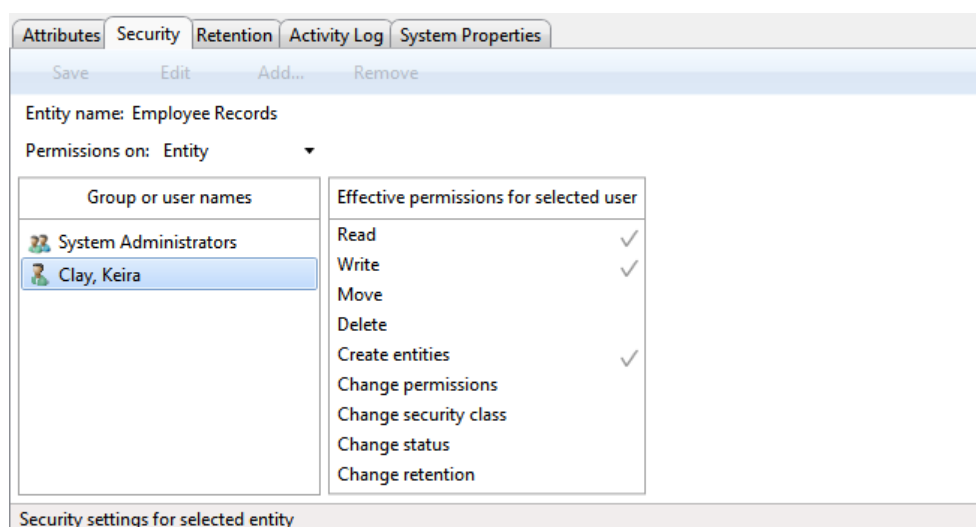 Attributes Security Retention Activity Log System Properties
Save Edit Add... Remove
Entity name: Employee Records
Permissions on: Entity
Group or user names
System Administrators
Clay, Keira
Effective permissions for selected user
Read
Write
Move
Delete
Create entities
Change permissions
Change security class
Change status
Change retention
Security settings for selected entity